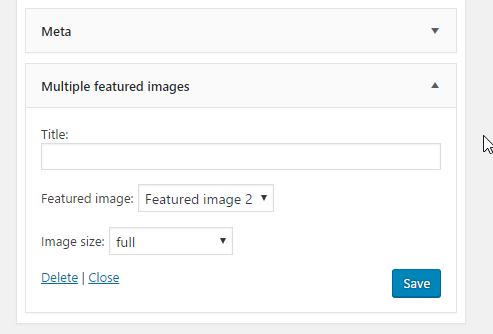 Meta
Multiple featured images
Title:
Featured image: Featured image 2
Image size: full
Delete | Close
Save